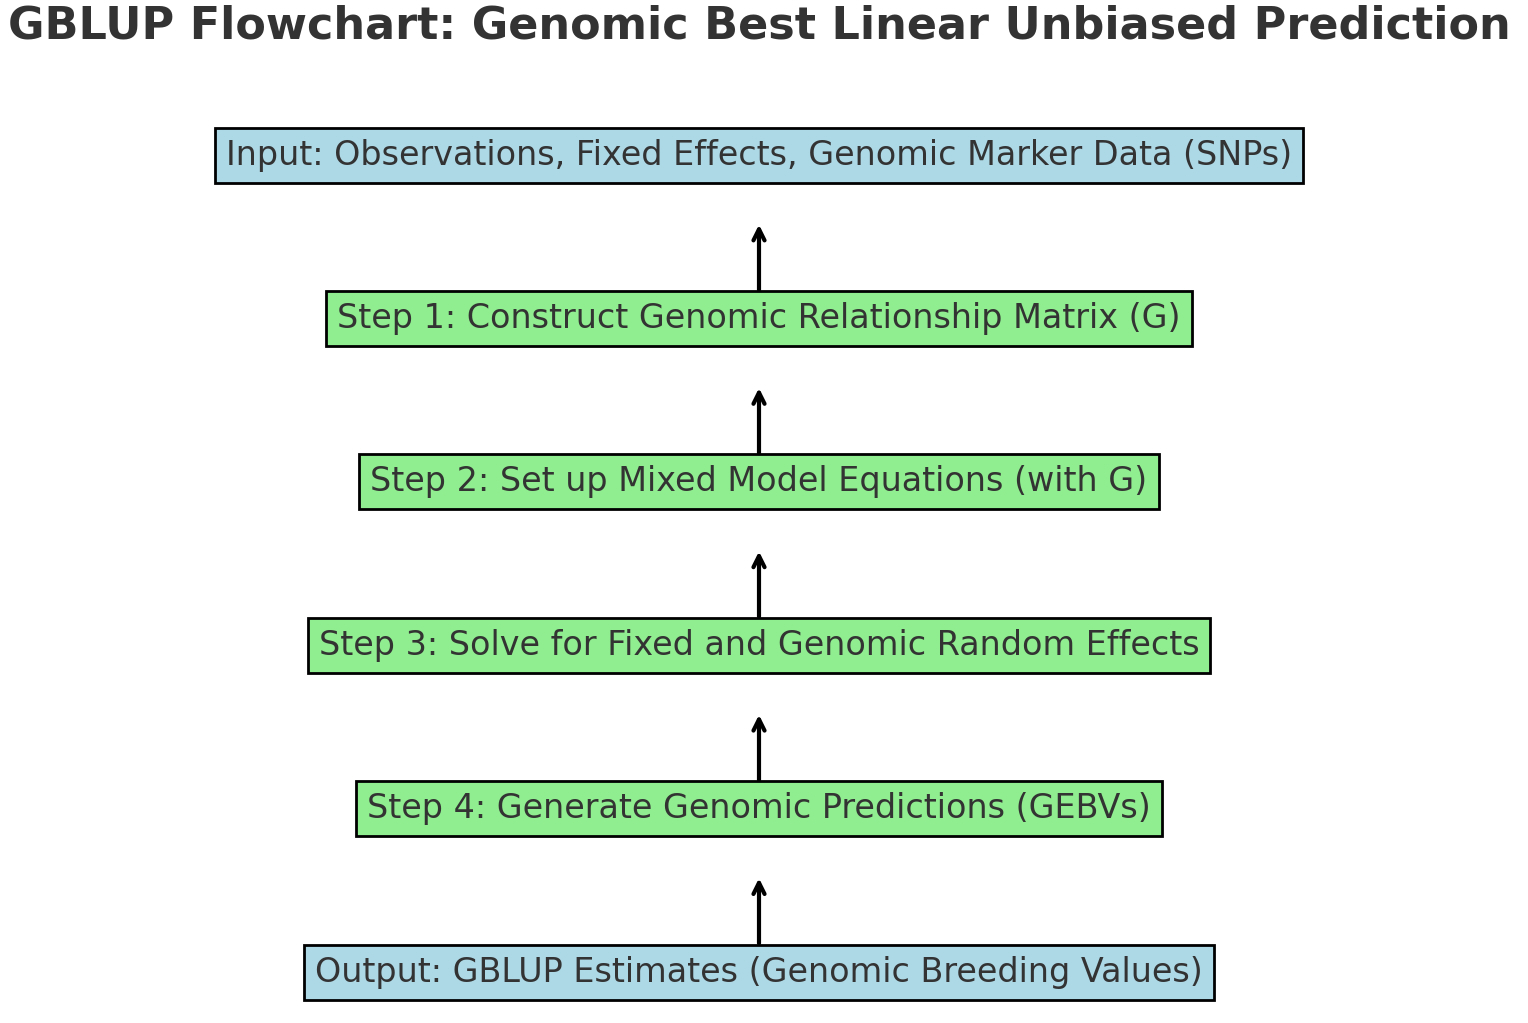 GBLUP Flowchart: Genomic Best Linear Unbiased Prediction
Input: Observations, Fixed Effects, Genomic Marker Data (SNPs)
Step 1: Construct Genomic Relationship Matrix (G)
Step 2: Set up Mixed Model Equations (with G)
Step 3: Solve for Fixed and Genomic Random Effects
Step 4: Generate Genomic Predictions (GEBVs)
Output: GBLUP Estimates (Genomic Breeding Values)